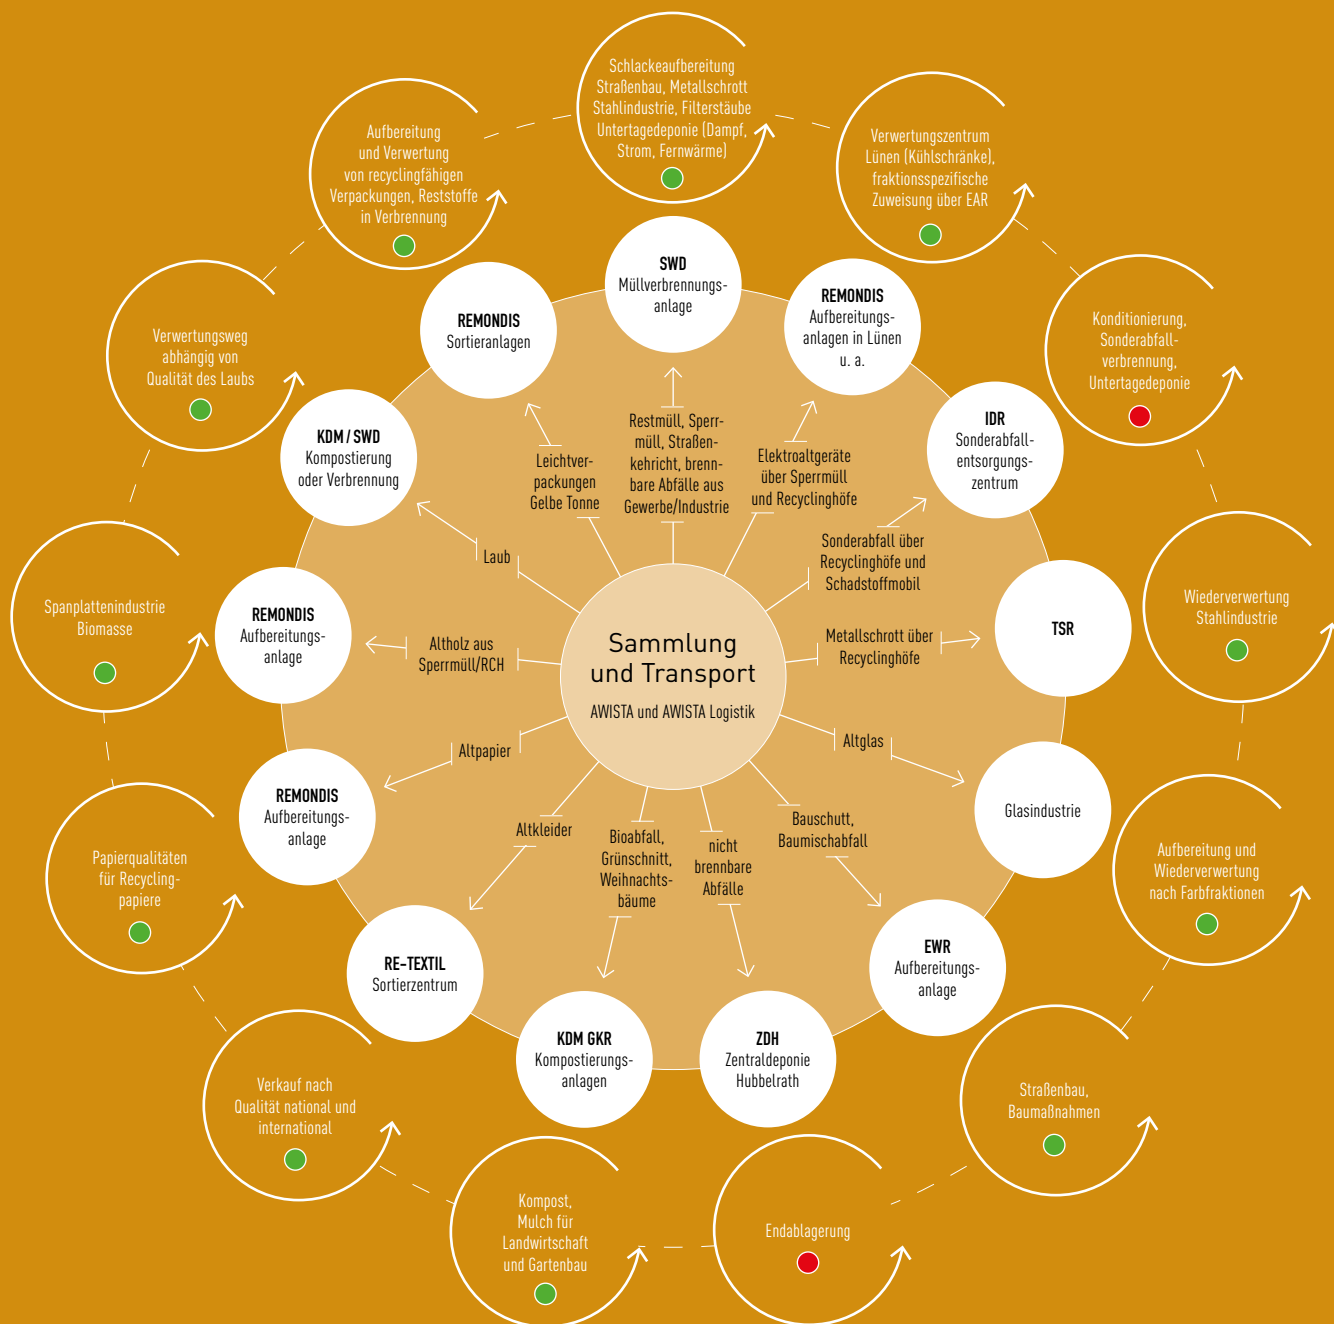 Schlackeaufbereitung
Straßenbau, Metallschrott
Stahlindustrie, Filterstäube
Untertagedeponie (Dampf,
Strom, Fernwärme)
Verwertungszentrum
Lünen (Kühlschränke),
fraktionsspezifische
Zuweisung über EAR
Konditionierung,
Sonderabfall-
verbrennung,
Untertagedeponie
Wiederverwertung
Stahlindustrie
Aufbereitung und
Wiederverwertung
nach Farbfraktionen
Straßenbau,
Baumaßnahmen
Endablagerung
Kompost,
Mulch für
Landwirtschaft
und Gartenbau
Verkauf nach
Qualität national und
international
Papierqualitäten
für Recycling-
papiere
Spanplattenindustrie
Biomasse
Verwertungsweg
abhängig von
Qualität des Laubs
Aufbereitung
und Verwertung
von recyclingfähigen
Verpackungen, Reststoffe
in Verbrennung
SWD
Müllverbrennungs-
anlage
REMONDIS
Aufbereitungs-
anlagen in Lünen
u. a.
IDR
Sonderabfall-
entsorgungs-
zentrum
TSR
Glasindustrie
EWR
Aufbereitungs-
anlage
ZDH
Zentraldeponie
Hubbelrath
KDM GKR
Kompostierungs-
anlagen
RE-TEXTIL
Sortierzentrum
REMONDIS
Aufbereitungs-
anlage
REMONDIS
Aufbereitungs-
anlage
KDM / SWD
Kompostierung
oder Verbrennung
REMONDIS
Sortieranlagen
Restmüll, Sperr-
müll, Straßen-
kehricht, brenn-
bare Abfälle aus
Gewerbe/Industrie
Elektroaltgeräte
über Sperrmüll
und Recyclinghöfe
Sonderabfall über
Recyclinghöfe und
Schadstoffmobil
Metallschrott über
Recyclinghöfe
Altglas
Bauschutt,
Baumischabfall
nicht
brennbare
Abfälle
Bioabfall,
Grünschnitt,
Weihnachts-
bäume
Altkleider
Altpapier
Altholz aus
Sperrmüll/RCH
Laub
Leichtver-
packungen
Gelbe Tonne
Sammlung
und Transport
AWISTA und AWISTA Logistik